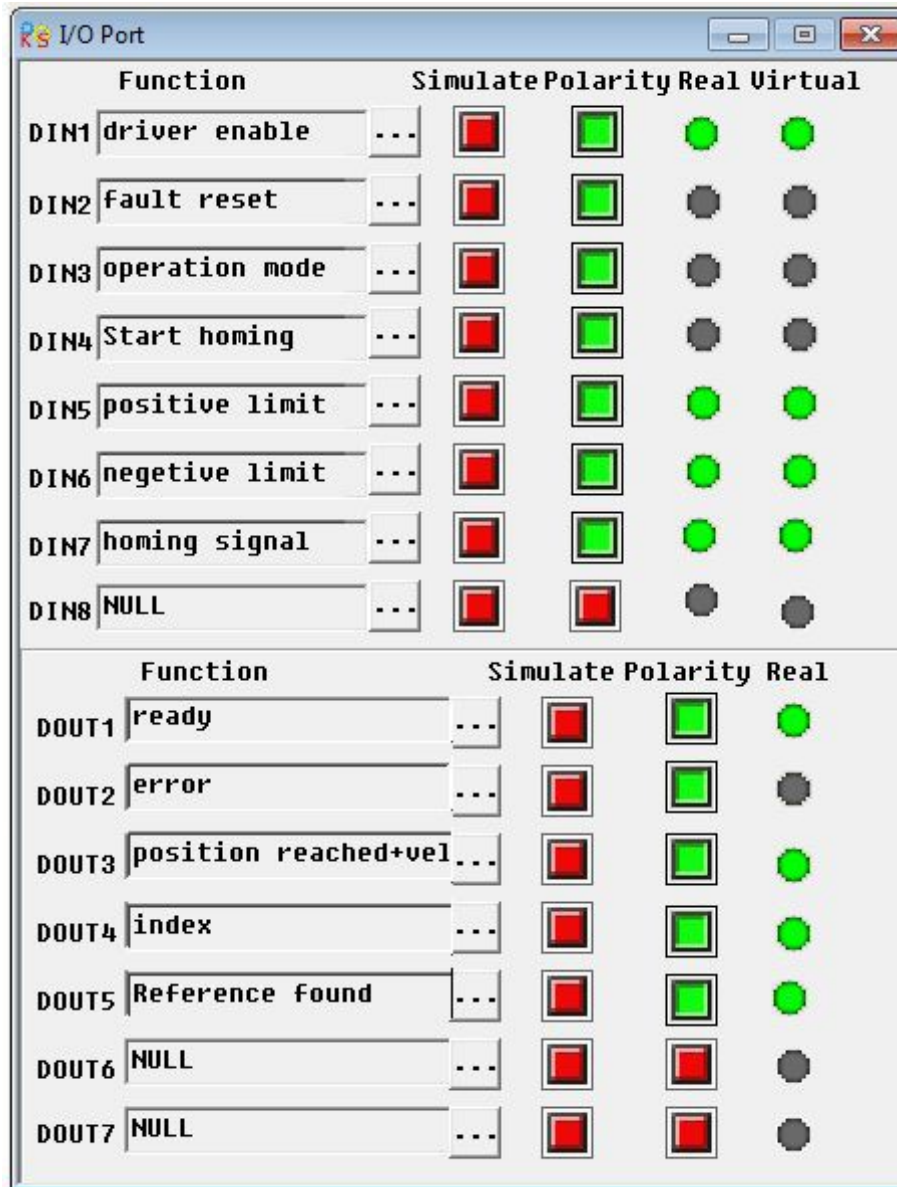 I/O Port
Function Simulate Polarity Real Virtual
DIN1 driver enable ...
DIN2 fault reset ...
DIN3 operation mode ...
DIN4 Start homing ...
DIN5 positive limit ...
DIN6 negetive limit ...
DIN7 homing signal ...
DIN8 NULL ...
Function Simulate Polarity Real
DOUT1 ready ...
DOUT2 error ...
DOUT3 position reached+vel ...
DOUT4 index ...
DOUT5 Reference found ...
DOUT6 NULL ...
DOUT7 NULL ...